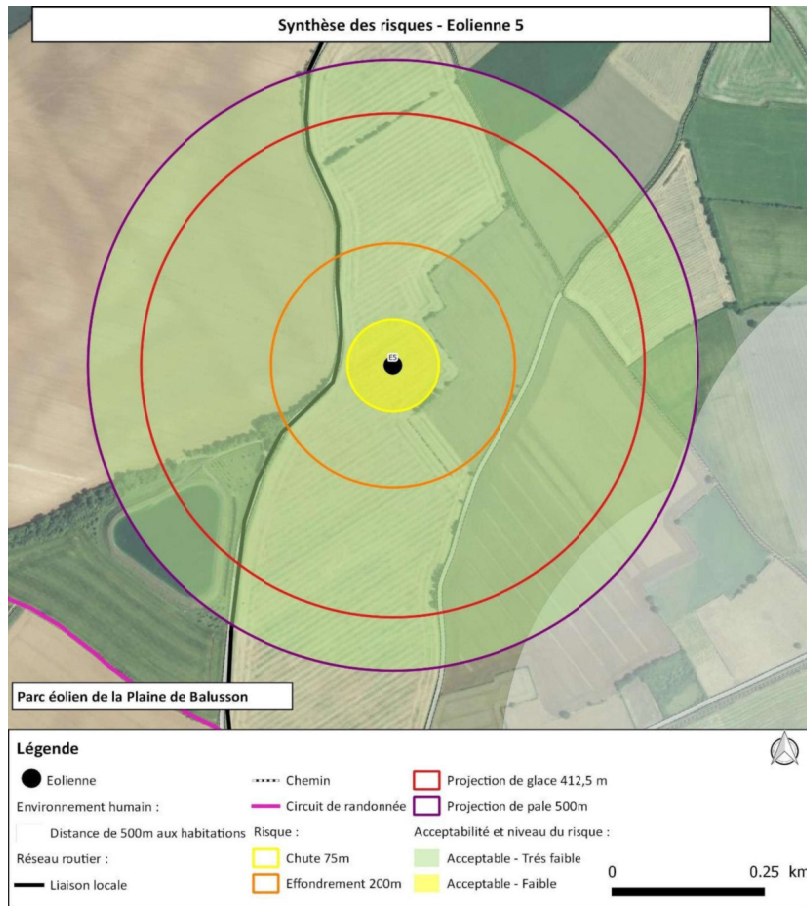 Synthèse des risques - Eolienne 5
E5
Parc éolien de la Plaine de Balusson
Légende
Eolienne
Environrement humain :
Distance de 500m aux habitations
Réseau routier :
Liaison locale
Chemin
Circuit de randonnée
Risque :
Chute 75m
Effondrement 200m
Projection de glace 412,5 m
Projection de pale 500m
Acceptabilité et niveau du risque :
Acceptable - Trés faible
Acceptable - Faible
0 0.25 km